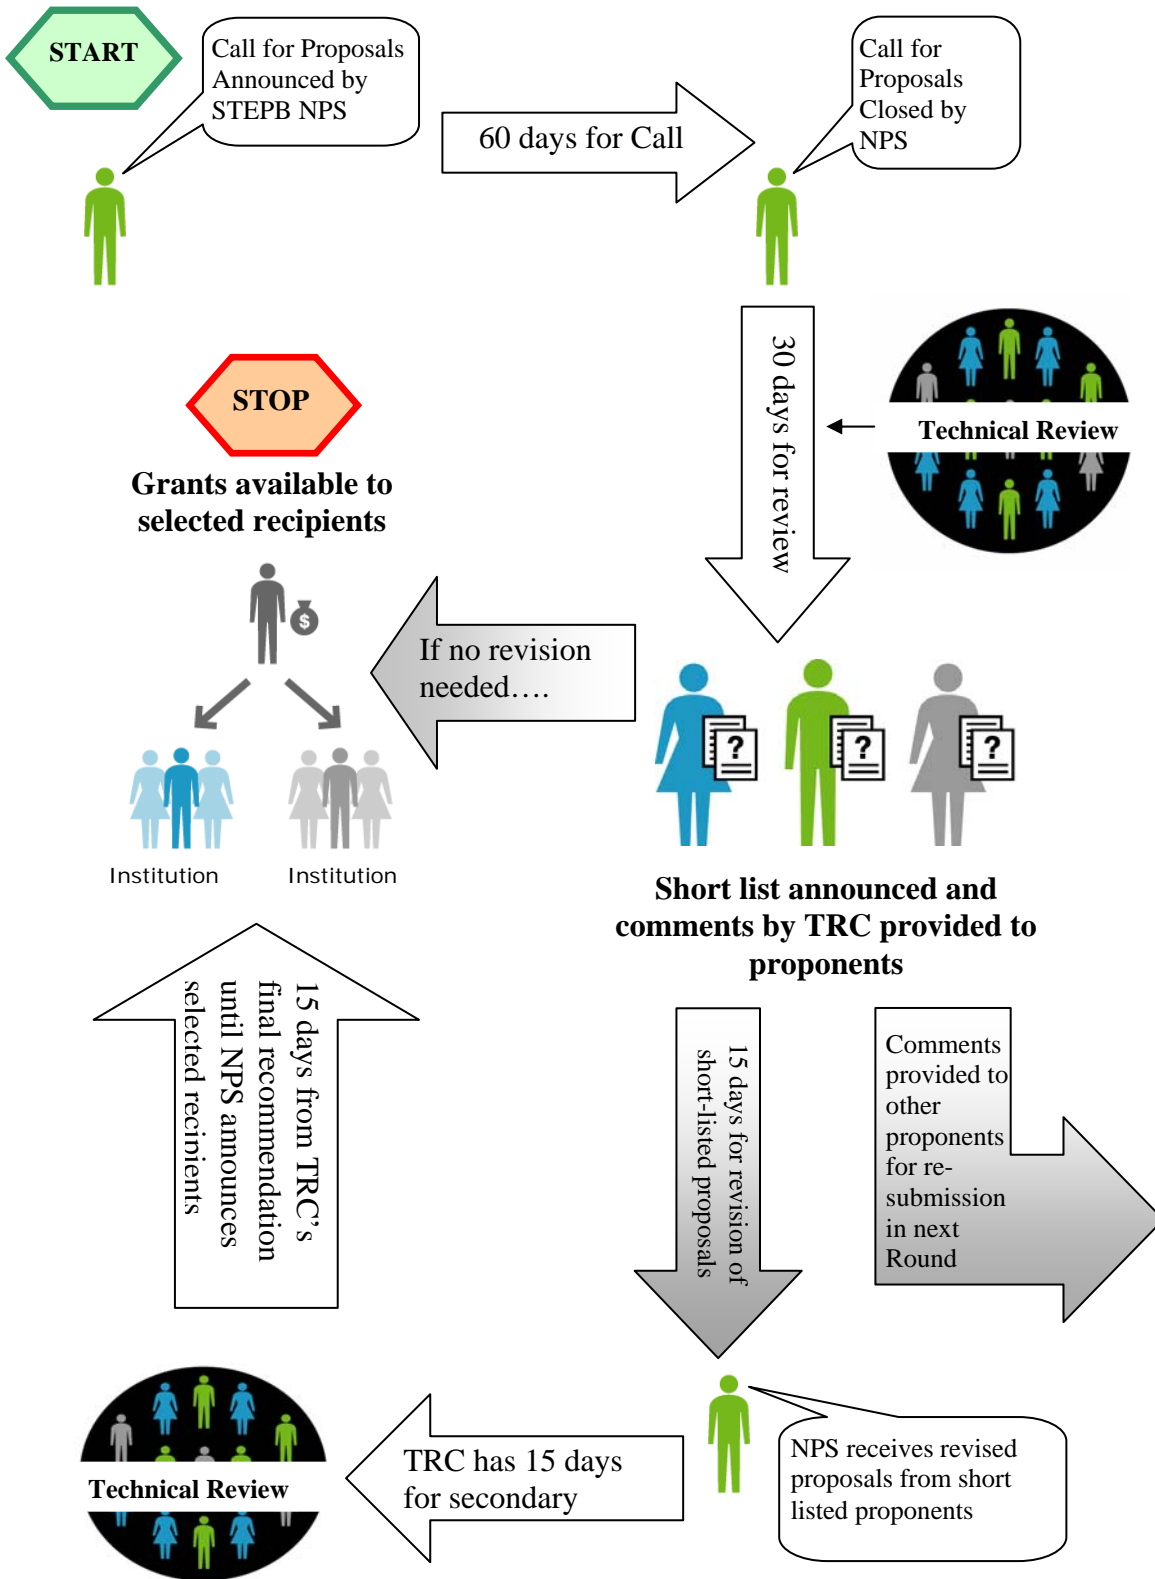 START
Call for Proposals
Announced by
STEPB NPS
60 days for Call
Call for
Proposals
Closed by
NPS
30 days for review
Technical Review
STOP
Grants available to
selected recipients
$
If no revision
needed….
?
?
?
Institution
Institution
Short list announced and
comments by TRC provided to
proponents
15 days from TRC’s
final recommendation
until NPS announces
selected recipients
15 days for revision of
short-listed proposals
Comments
provided to
other
proponents
for re-
submission
in next
Round
NPS receives revised
proposals from short
listed proponents
TRC has 15 days
for secondary
Technical Review